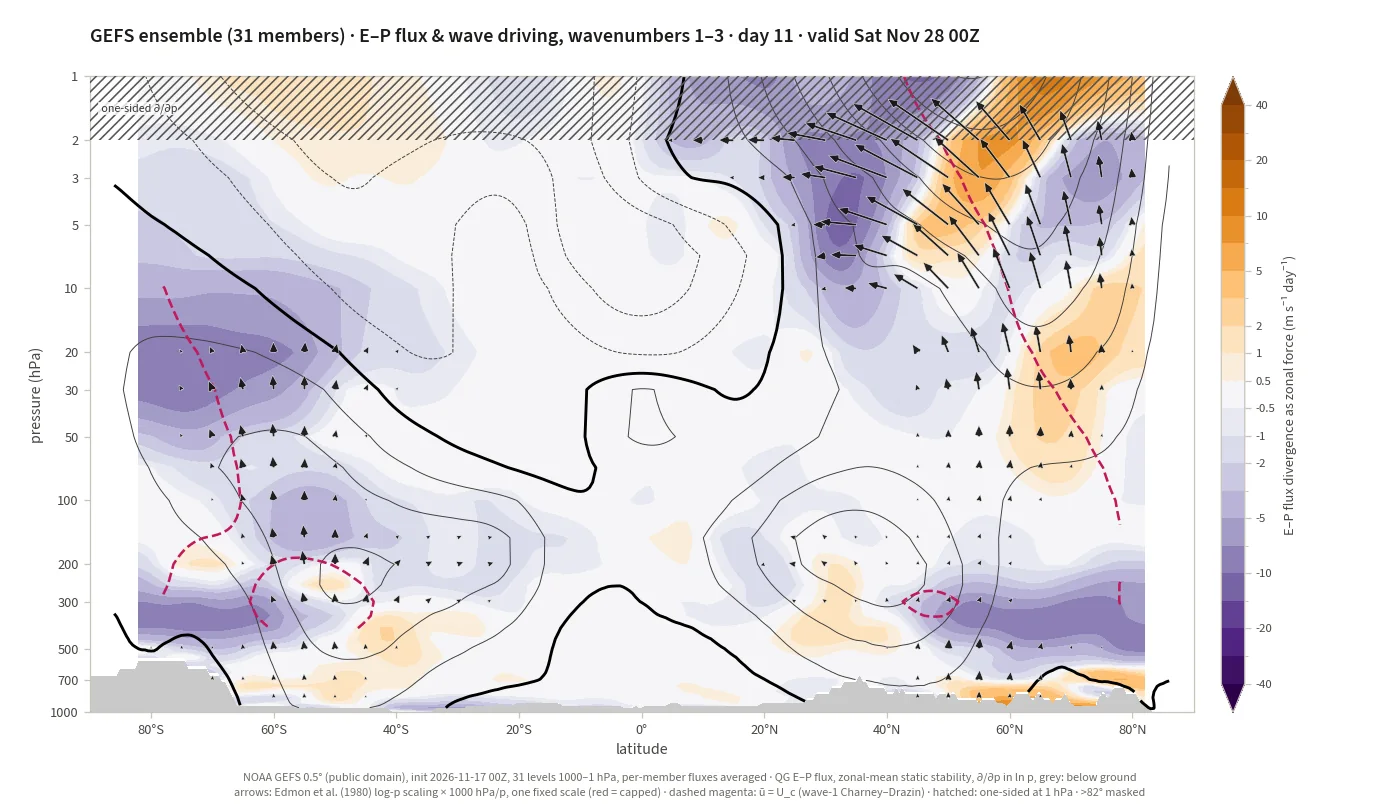 GEFS ensemble (31 members) · E–P flux & wave driving, wavenumbers 1–3 · day 11 · valid Sat Nov 28 00Z
one-sided ∂/∂p
1
2
3
5
10
20
30
50
100
200
300
500
700
1000
pressure (hPa)
80°S
60°S
40°S
20°S
0°
20°N
40°N
60°N
80°N
latitude
40
20
10
5
2
1
0.5
-0.5
-1
-2
-5
-10
-20
-40
E–P flux divergence as zonal force (m s⁻¹ day⁻¹)
NOAA GEFS 0.5° (public domain), init 2026-11-17 00Z, 31 levels 1000–1 hPa, per-member fluxes averaged · QG E–P flux, zonal-mean static stability, ∂/∂p in ln p, grey: below ground
arrows: Edmon et al. (1980) log-p scaling × 1000 hPa/p, one fixed scale (red = capped) · dashed magenta: ū = U_c (wave-1 Charney–Drazin) · hatched: one-sided at 1 hPa · >82° masked